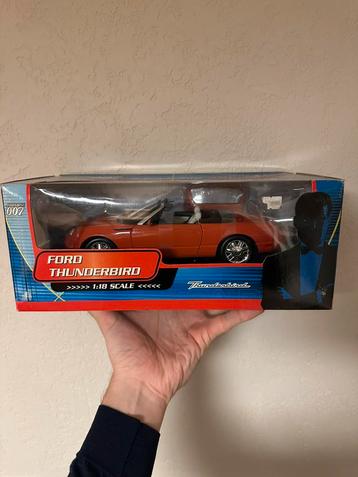 007
FORD
THUNDERBIRD
>>>>> 1:18 SCALE <<<<<
Thunderbird